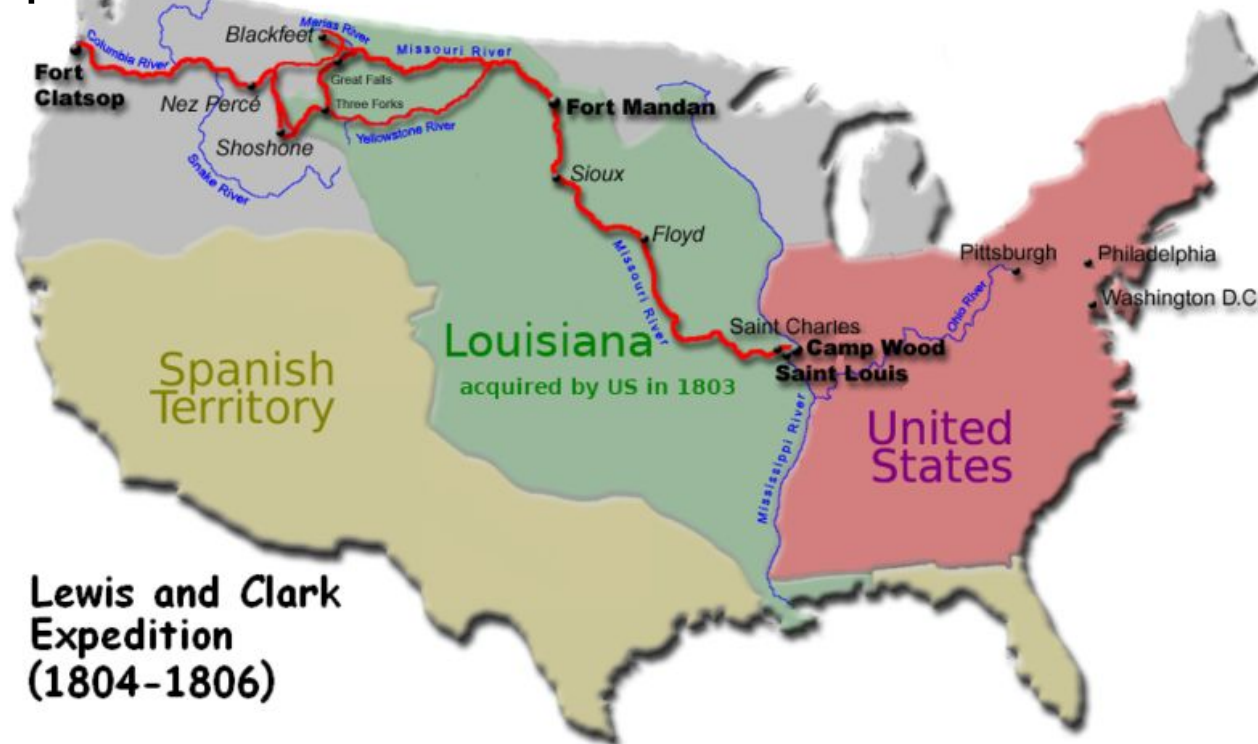 Marias River
Blackfeet
Columbia River
Missouri River
Fort
Clatsop
Great Falls
Nez Percé
Three Forks
Fort Mandan
Yellowstone River
Shoshone
Snake River
Sioux
Floyd
Missouri River
Pittsburgh
Philadelphia
Ohio River
Washington D.C
Saint Charles
Camp Wood
Saint Louis
Louisiana
acquired by US in 1803
Spanish
Territory
Mississippi River
United
States
Lewis and Clark
Expedition
(1804-1806)